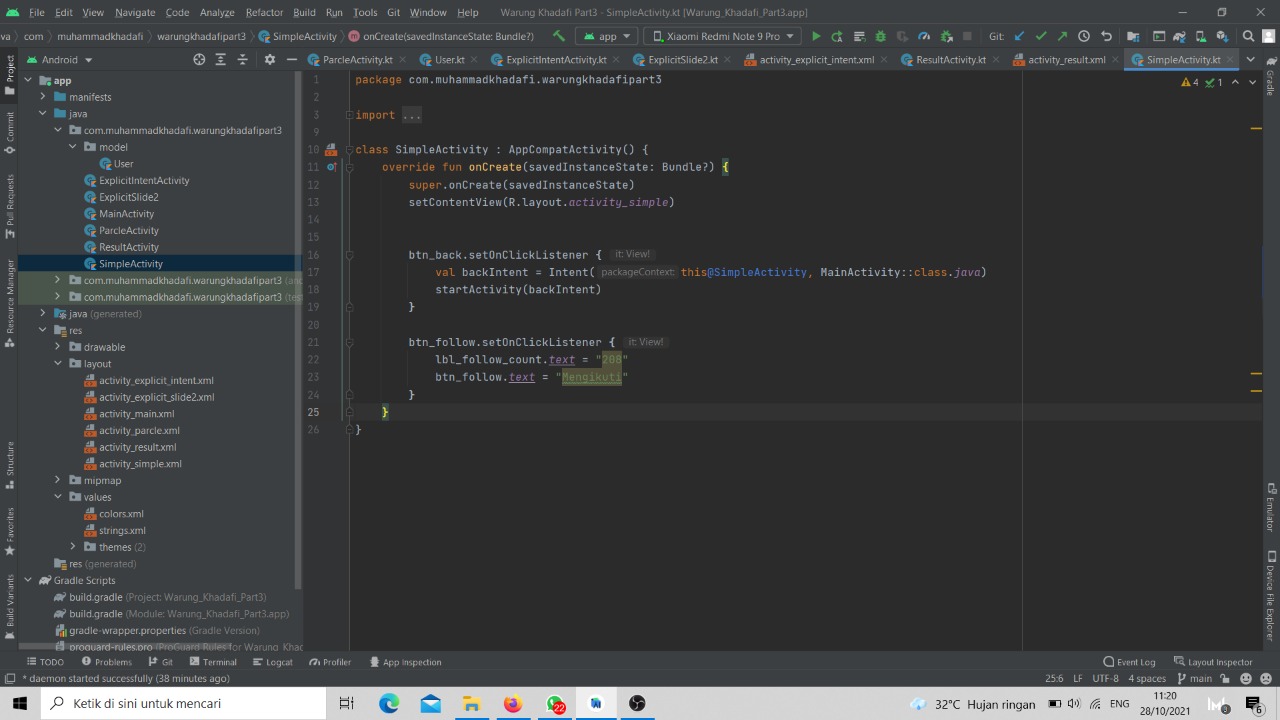 File Edit View Navigate Code Analyze Refactor Build Run Tools Git Window Help Warung Khadafi Part3 - SimpleActivity.kt [Warung_Khadafi_Part3.app]
va com muhammadkhadafi warungkhadafipart3 SimpleActivity onCreate(savedInstanceState: Bundle?) app Xiaomi Redmi Note 9 Pro Git:
Android ParcleActivity.kt User.kt ExplicitIntentActivity.kt ExplicitSlide2.kt activity_explicit_intent.xml ResultActivity.kt activity_result.xml SimpleActivity.kt
Project
Commit
Pull Requests
Resource Manager
Structure
Favorites
Build Variants
app
manifests
java
com.muhammadkhadafi.warungkhadafipart3
model
User
ExplicitIntentActivity
ExplicitSlide2
MainActivity
ParcleActivity
ResultActivity
SimpleActivity
com.muhammadkhadafi.warungkhadafipart3 (an
com.muhammadkhadafi.warungkhadafipart3 (tes
java (generated)
res
drawable
layout
activity_explicit_intent.xml
activity_explicit_slide2.xml
activity_main.xml
activity_parcle.xml
activity_result.xml
activity_simple.xml
mipmap
values
colors.xml
strings.xml
themes (2)
res (generated)
Gradle Scripts
build.gradle (Project: Warung_Khadafi_Part3)
build.gradle (Module: Warung_Khadafi_Part3.app)
gradle-wrapper.properties (Gradle Version)
proguard-rules.pro (ProGuard Rules for Warung_Khad
4 1
1 package com.muhammadkhadafi.warungkhadafipart3
2
3 import ...
9
10 class SimpleActivity : AppCompatActivity() {
11 override fun onCreate(savedInstanceState: Bundle?) {
12 super.onCreate(savedInstanceState)
13 setContentView(R.layout.activity_simple)
14
15
16 btn_back.setOnClickListener { it: View!
17 val backIntent = Intent( packageContext: this@SimpleActivity, MainActivity::class.java)
18 startActivity(backIntent)
19 }
20
21 btn_follow.setOnClickListener { it: View!
22 lbl_follow_count.text = "208"
23 btn_follow.text = "Mengikuti"
24 }
25 }
26 }
Gradle
Emulator
Device File Explorer
TODO Problems Git Terminal Logcat Profiler App Inspection Event Log Layout Inspector
* daemon started successfully (38 minutes ago) 25:6 LF UTF-8 4 spaces main
Ketik di sini untuk mencari 22 32°C Hujan ringan ENG 11:20
28/10/2021 6